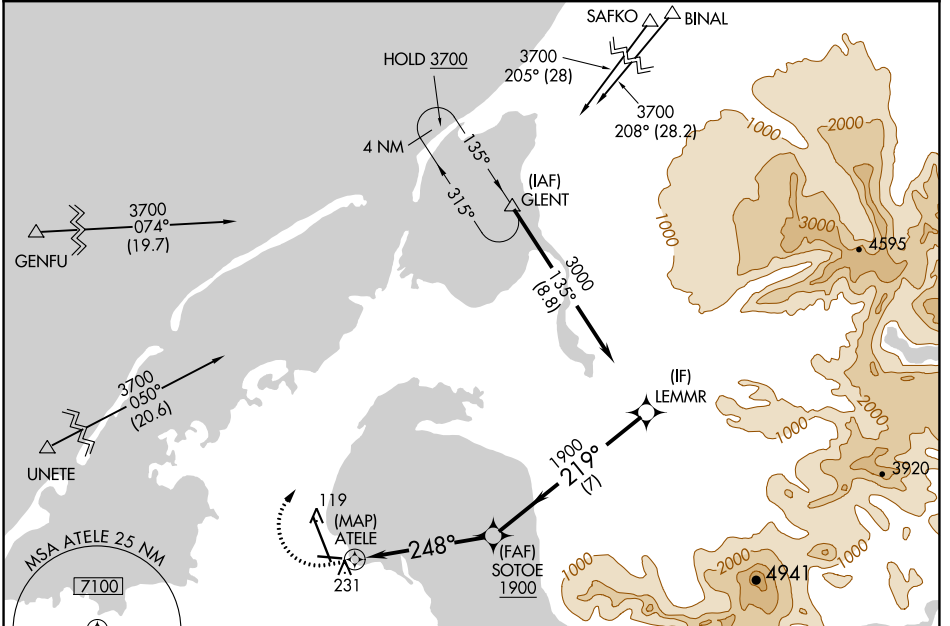 SAFKO
BINAL
3700
205° (28)
3700
208° (28.2)
HOLD 3700
4 NM
135°
315°
(IAF)
GLENT
3000
135°
(8.8)
3700
074°
(19.7)
GENFU
3700
050°
(20.6)
UNETE
1000
2000
1000
3000
4595
(IF)
LEMMR
2000
1000
3920
1900
219°
(7)
119
(MAP)
ATELE
248°
(FAF)
SOTOE
1900
231
1000
2000
1000
4941
MSA ATELE 25 NM
7100